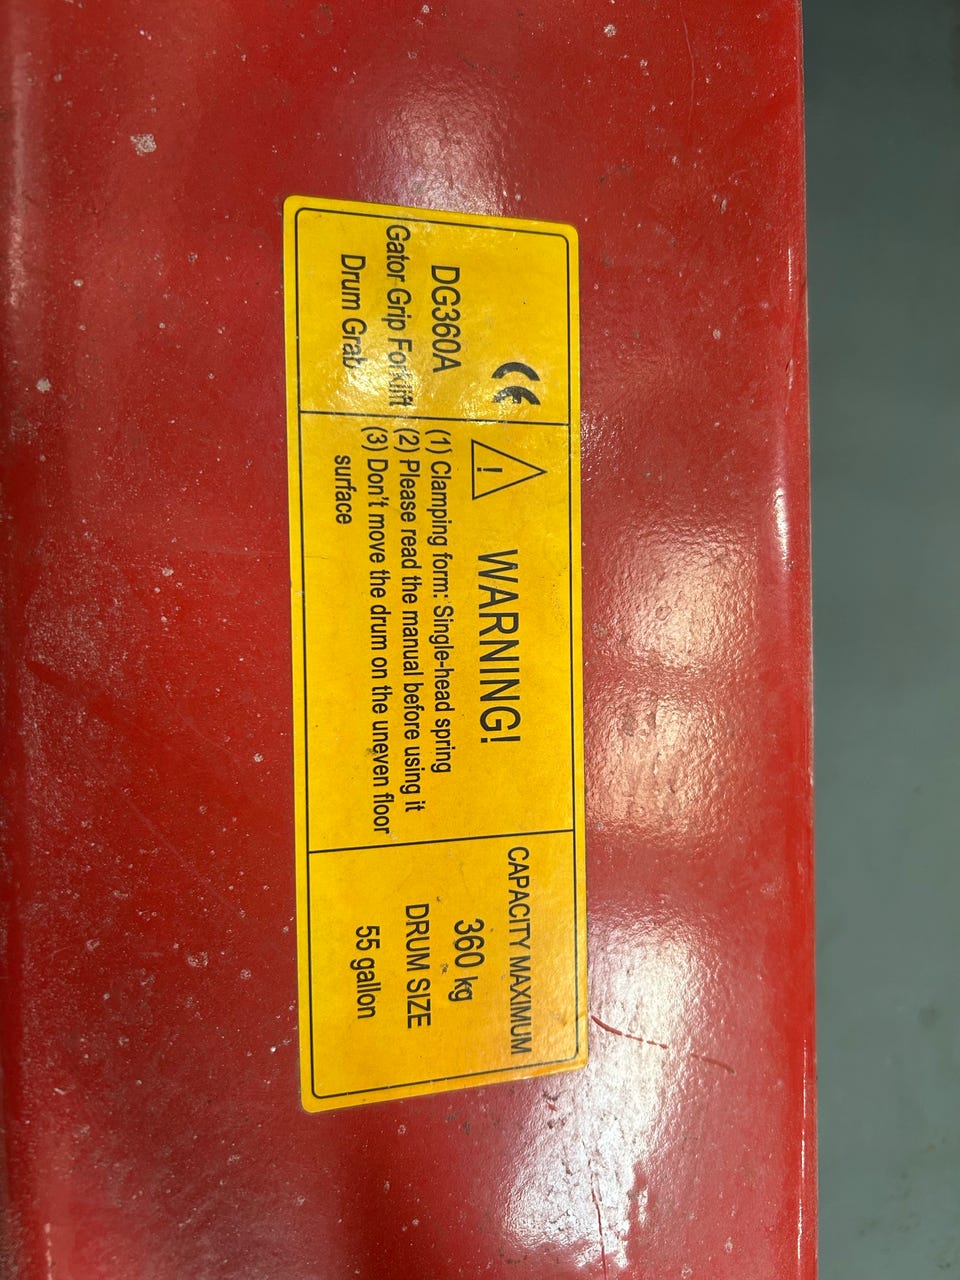 CE
DG360A
Gator Grip Forklift
Drum Grab
WARNING!
(1) Clamping form: Single-head spring
(2) Please read the manual before using it
(3) Don't move the drum on the uneven floor
surface
CAPACITY MAXIMUM
360 kg
DRUM SIZE
55 gallon